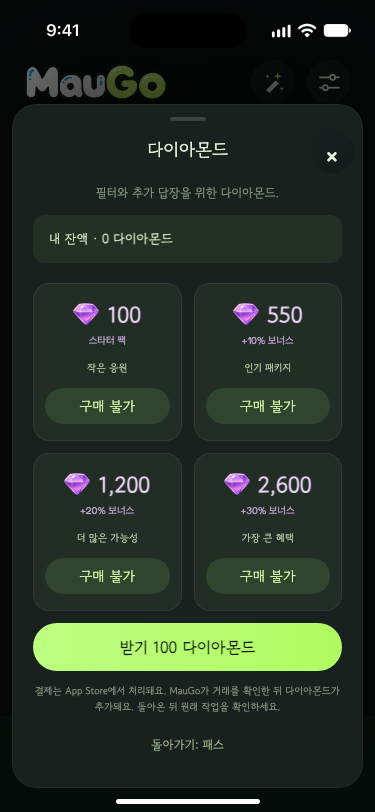 9:41
MauGo
다이아몬드
필터와 추가 답장을 위한 다이아몬드.
내 잔액 · 0 다이아몬드
100
스타터 팩
작은 응원
구매 불가
550
+10% 보너스
인기 패키지
구매 불가
1,200
+20% 보너스
더 많은 가능성
구매 불가
2,600
+30% 보너스
가장 큰 혜택
구매 불가
받기 100 다이아몬드
결제는 App Store에서 처리돼요. MauGo가 거래를 확인한 뒤 다이아몬드가
추가돼요. 돌아온 뒤 원래 작업을 확인하세요.
돌아가기: 패스